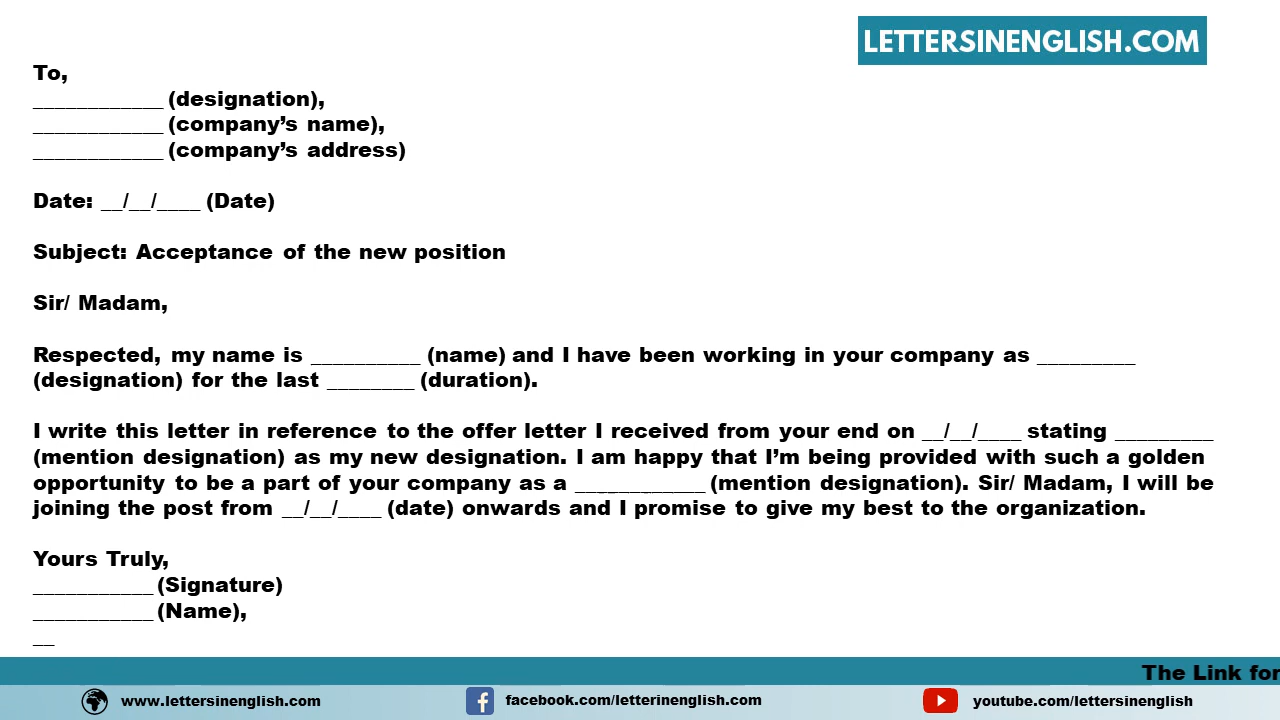 LETTERSINENGLISH.COM
To,
____________ (designation),
____________ (company’s name),
____________ (company’s address)
Date: __/__/____ (Date)
Subject: Acceptance of the new position
Sir/ Madam,
Respected, my name is __________ (name) and I have been working in your company as _________
(designation) for the last ________ (duration).
I write this letter in reference to the offer letter I received from your end on __/__/____ stating _________
(mention designation) as my new designation. I am happy that I’m being provided with such a golden
opportunity to be a part of your company as a ____________ (mention designation). Sir/ Madam, I will be
joining the post from __/__/____ (date) onwards and I promise to give my best to the organization.
Yours Truly,
___________ (Signature)
___________ (Name),
__
The Link for
www.lettersinenglish.com
facebook.com/letterinenglish.com
youtube.com/lettersinenglish